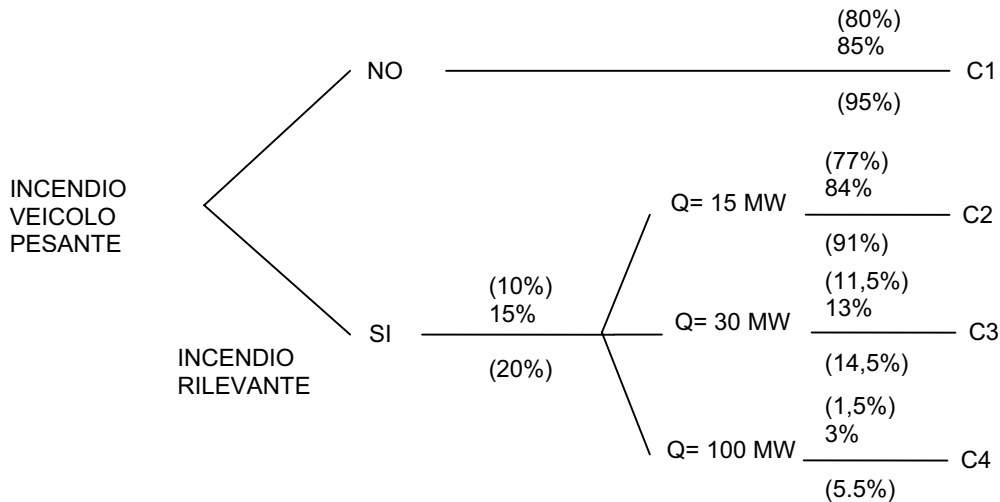 (80%)
85%
NO
C1
(95%)
INCENDIO
VEICOLO
PESANTE
(77%)
84%
Q= 15 MW
C2
(91%)
(10%)
15%
SI
(20%)
INCENDIO
RILEVANTE
(11,5%)
13%
Q= 30 MW
C3
(14,5%)
(1,5%)
3%
Q= 100 MW
C4
(5.5%)